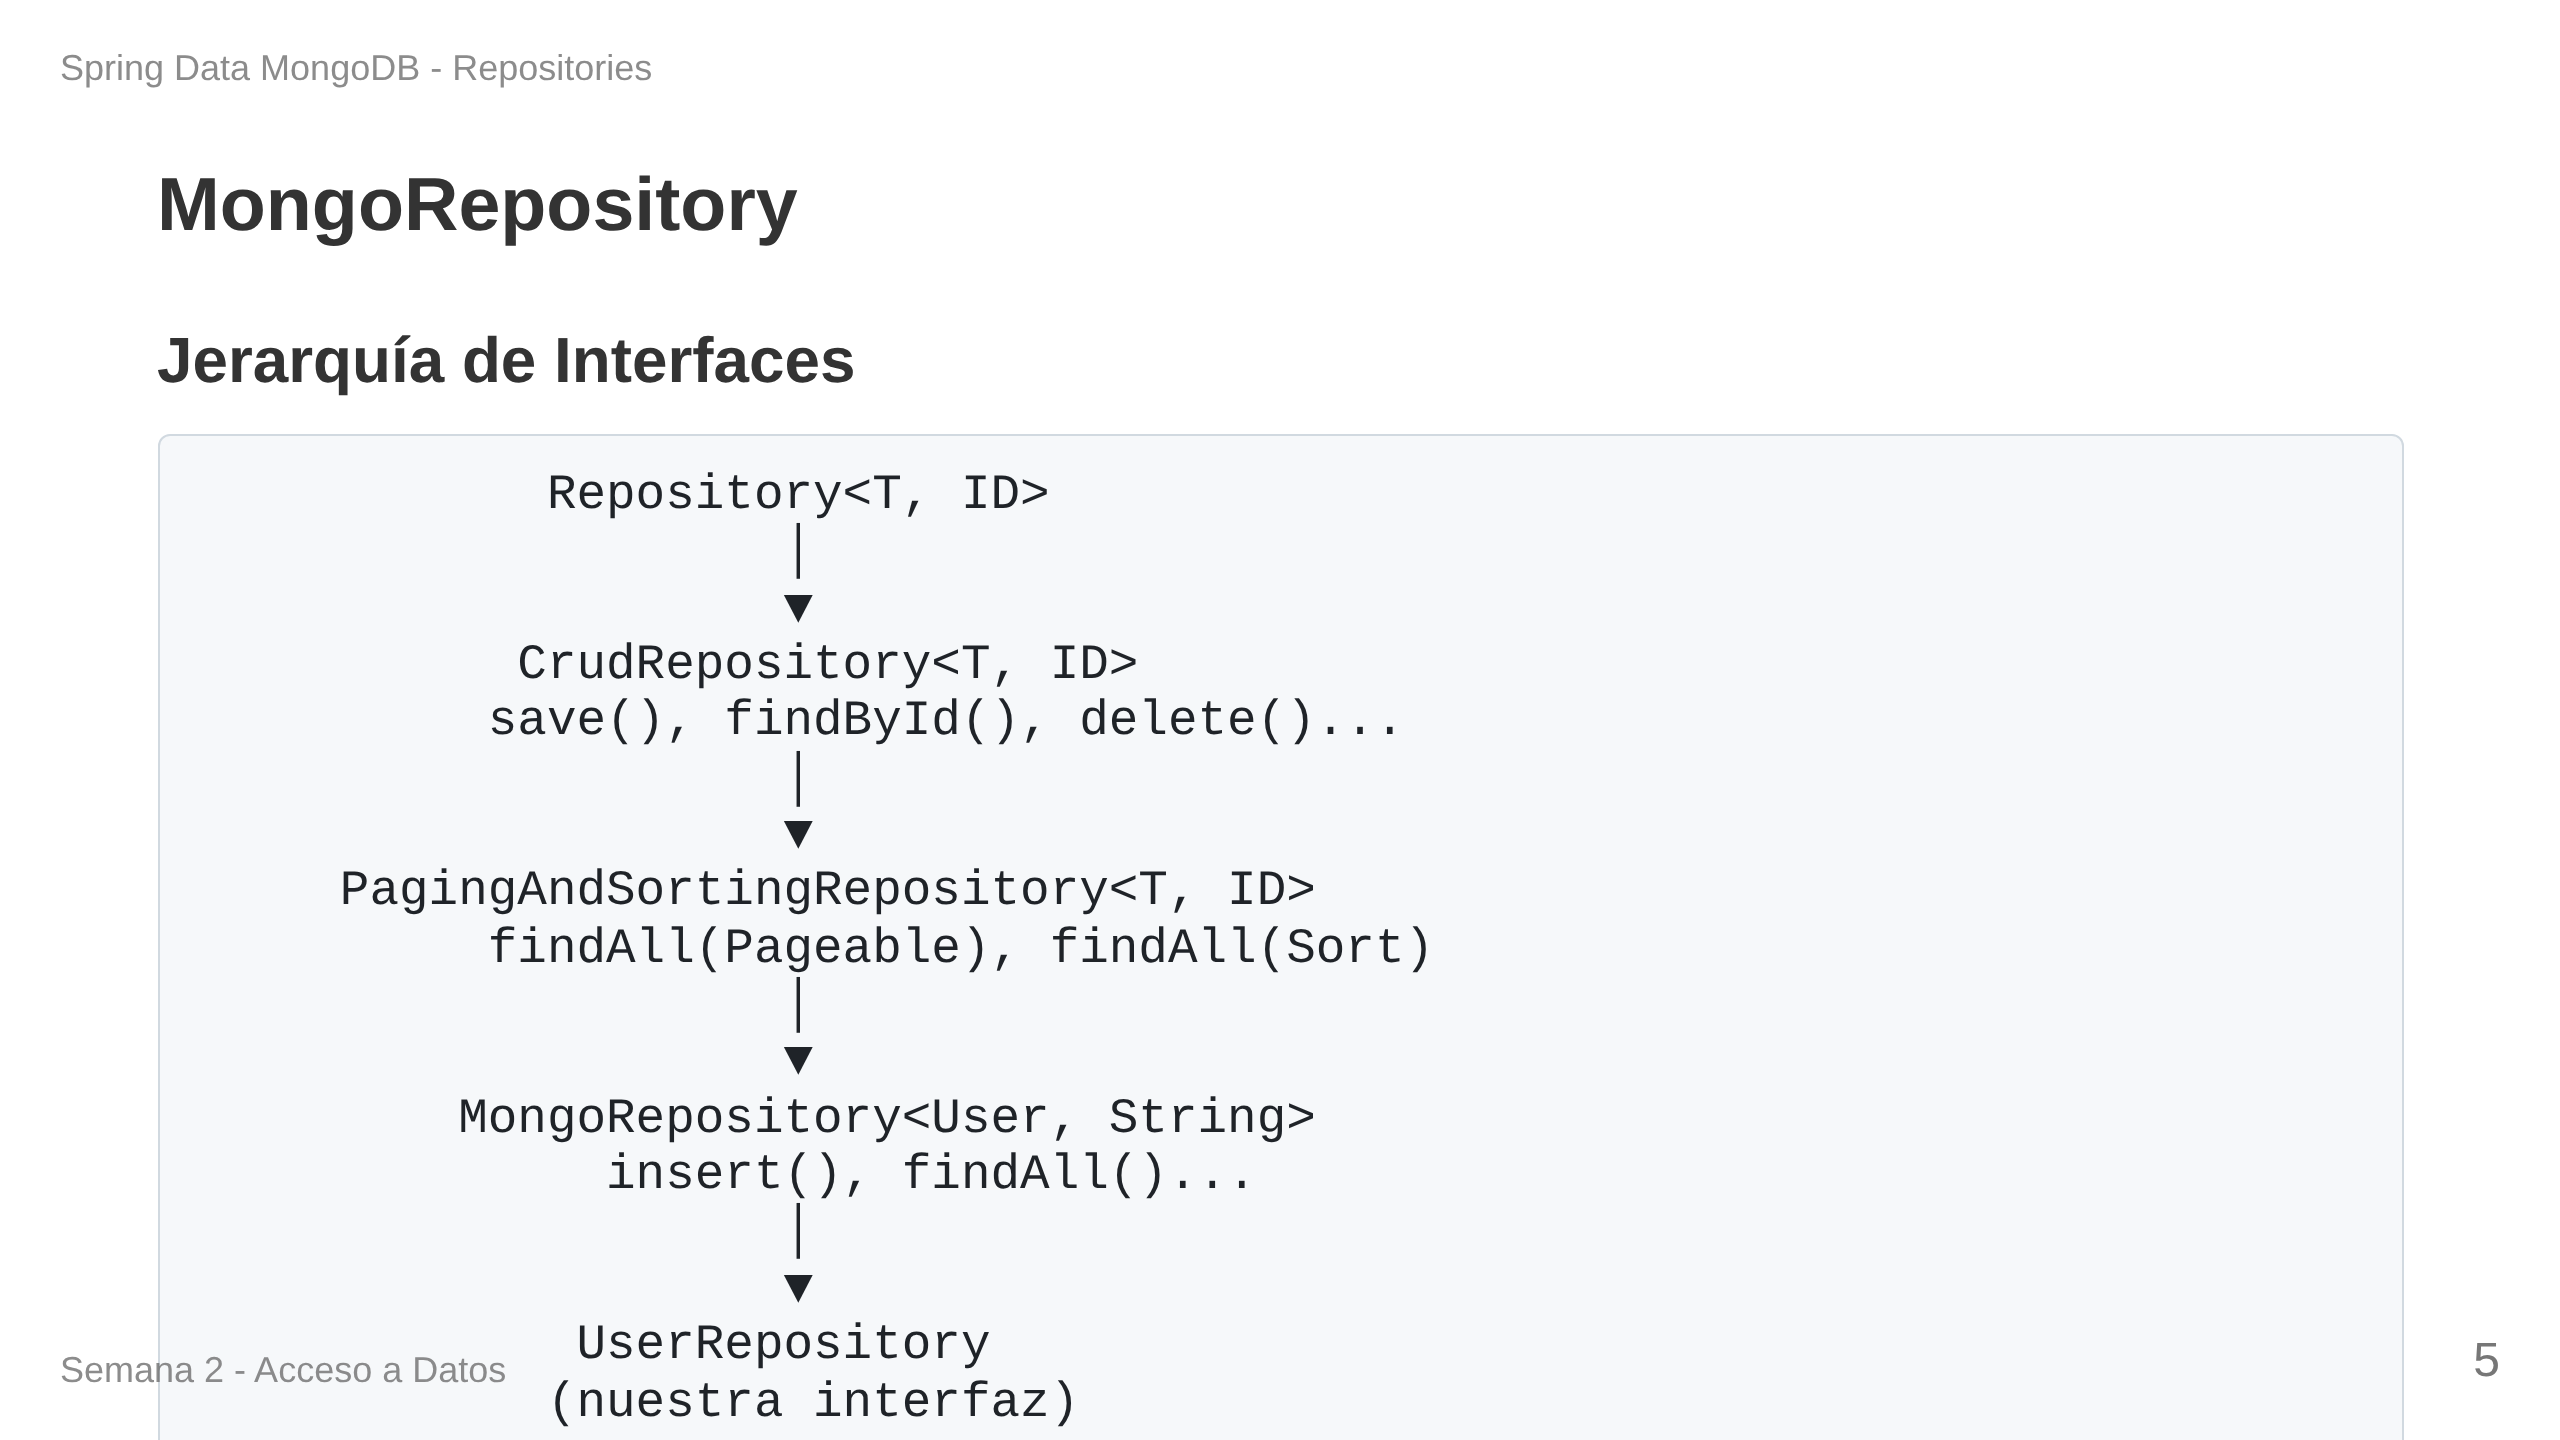 Spring Data MongoDB - Repositories
MongoRepository
Jerarquía de Interfaces
Repository<T, ID>
│
▼
CrudRepository<T, ID>
save(), findById(), delete()...
│
▼
PagingAndSortingRepository<T, ID>
findAll(Pageable), findAll(Sort)
│
▼
MongoRepository<User, String>
insert(), findAll()...
│
▼
UserRepository
(nuestra interfaz)
Semana 2 - Acceso a Datos
5